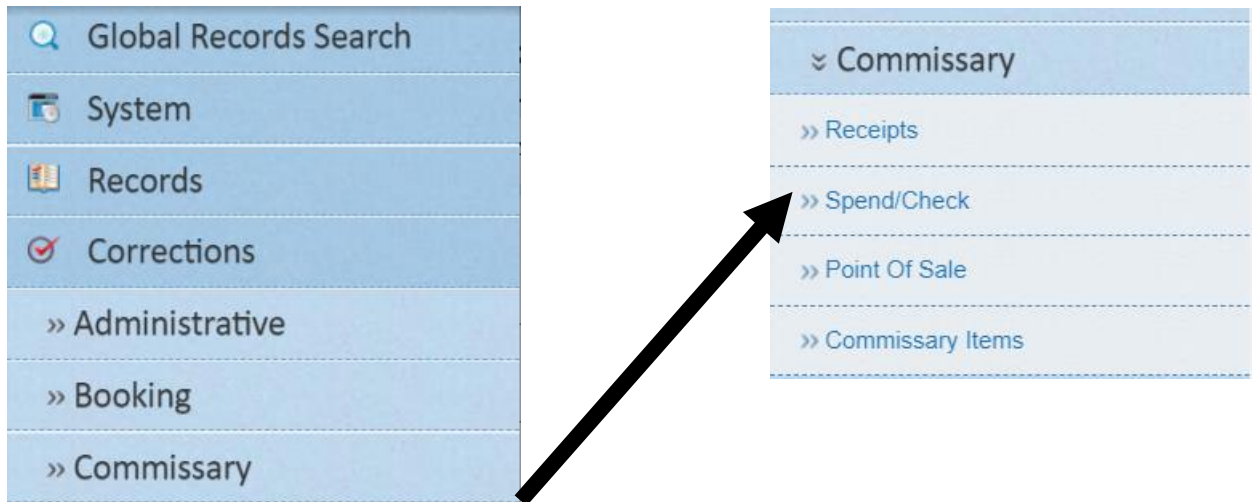 Global Records Search
System
Records
Corrections
» Administrative
» Booking
» Commissary
Commissary
» Receipts
» Spend/Check
» Point Of Sale
» Commissary Items